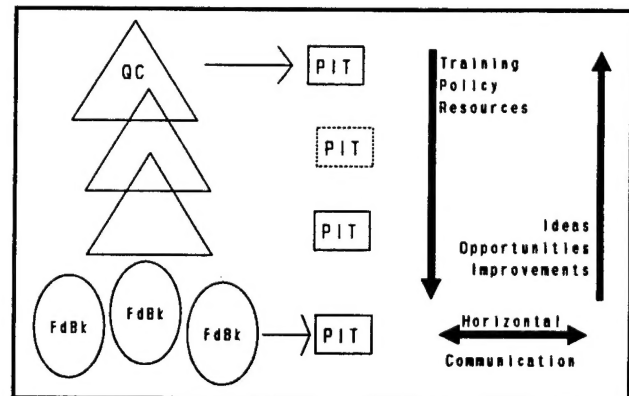 QC
PIT
Training
Policy
Resources
PIT
PIT
Ideas
Opportunities
Improvements
FdBk
FdBk
FdBk
PIT
Horizontal
Communication